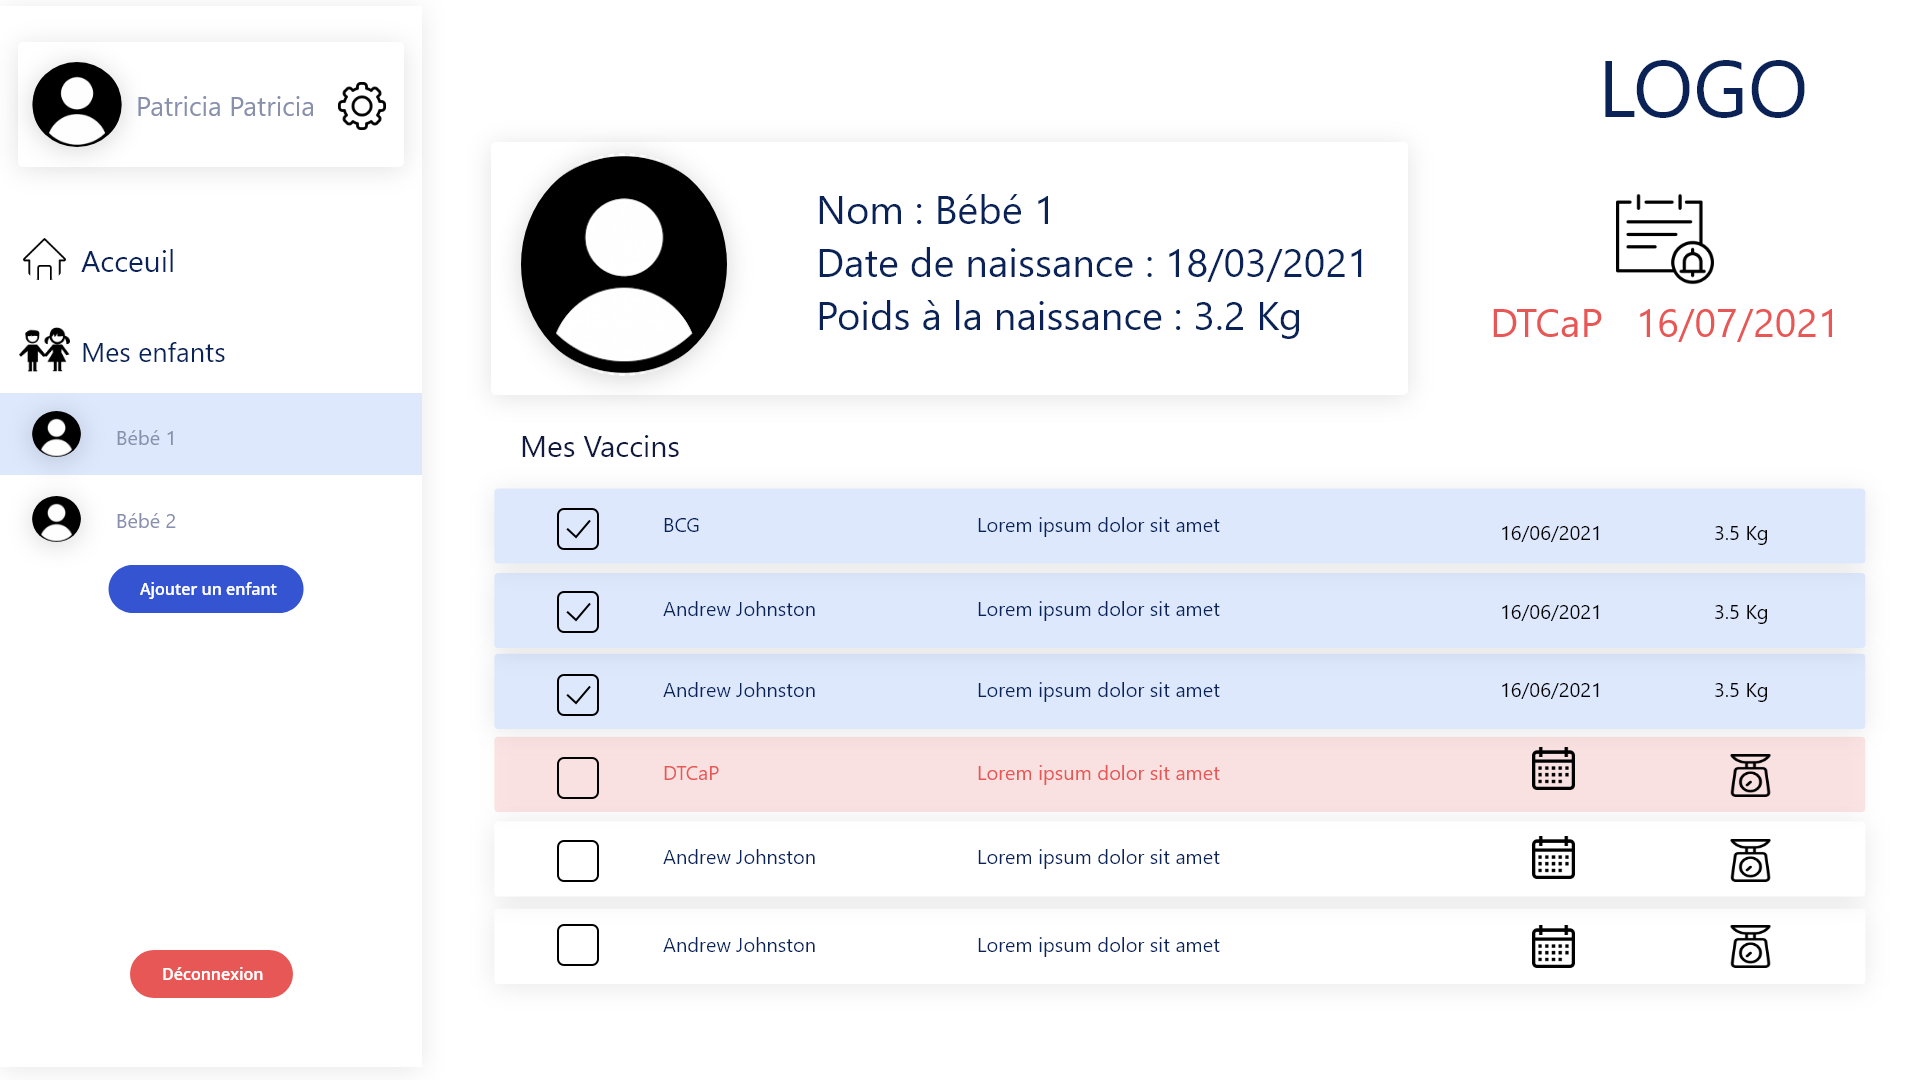 Patricia Patricia
Acceuil
Mes enfants
Bébé 1
Bébé 2
Ajouter un enfant
Déconnexion
LOGO
Nom : Bébé 1
Date de naissance : 18/03/2021
Poids à la naissance : 3.2 Kg
DTCaP 16/07/2021
Mes Vaccins
BCG Lorem ipsum dolor sit amet 16/06/2021 3.5 Kg
Andrew Johnston Lorem ipsum dolor sit amet 16/06/2021 3.5 Kg
Andrew Johnston Lorem ipsum dolor sit amet 16/06/2021 3.5 Kg
DTCaP Lorem ipsum dolor sit amet
Andrew Johnston Lorem ipsum dolor sit amet
Andrew Johnston Lorem ipsum dolor sit amet